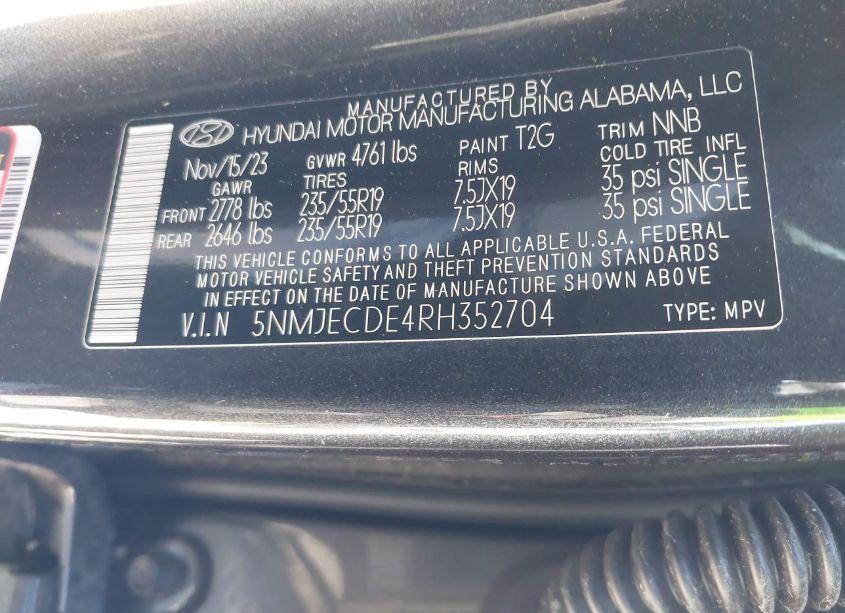 MANUFACTURED BY
HYUNDAI MOTOR MANUFACTURING ALABAMA, LLC
Nov/15/23 GVWR 4761 lbs PAINT T2G TRIM NNB
GAWR TIRES RIMS COLD TIRE INFL
FRONT 2778 lbs 235/55R19 7.5JX19 35 psi SINGLE
REAR 2646 lbs 235/55R19 7.5JX19 35 psi SINGLE
THIS VEHICLE CONFORMS TO ALL APPLICABLE U.S.A. FEDERAL
MOTOR VEHICLE SAFETY AND THEFT PREVENTION STANDARDS
IN EFFECT ON THE DATE OF MANUFACTURE SHOWN ABOVE
V.I.N 5NMJECDE4RH352704 TYPE: MPV